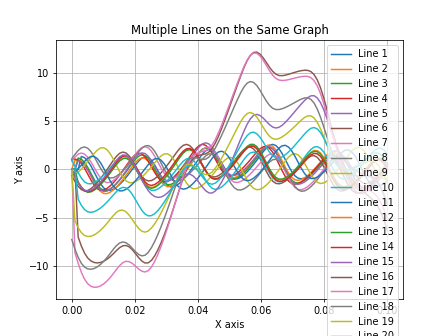 Multiple Lines on the Same Graph
Y axis
10
5
0
−5
−10
0.00
0.02
0.04
0.06
0.08
X axis
Line 1
Line 2
Line 3
Line 4
Line 5
Line 6
Line 8
Line 9
Line 10
Line 11
Line 12
Line 13
Line 14
Line 15
Line 16
Line 17
Line 18
Line 19
Line 20